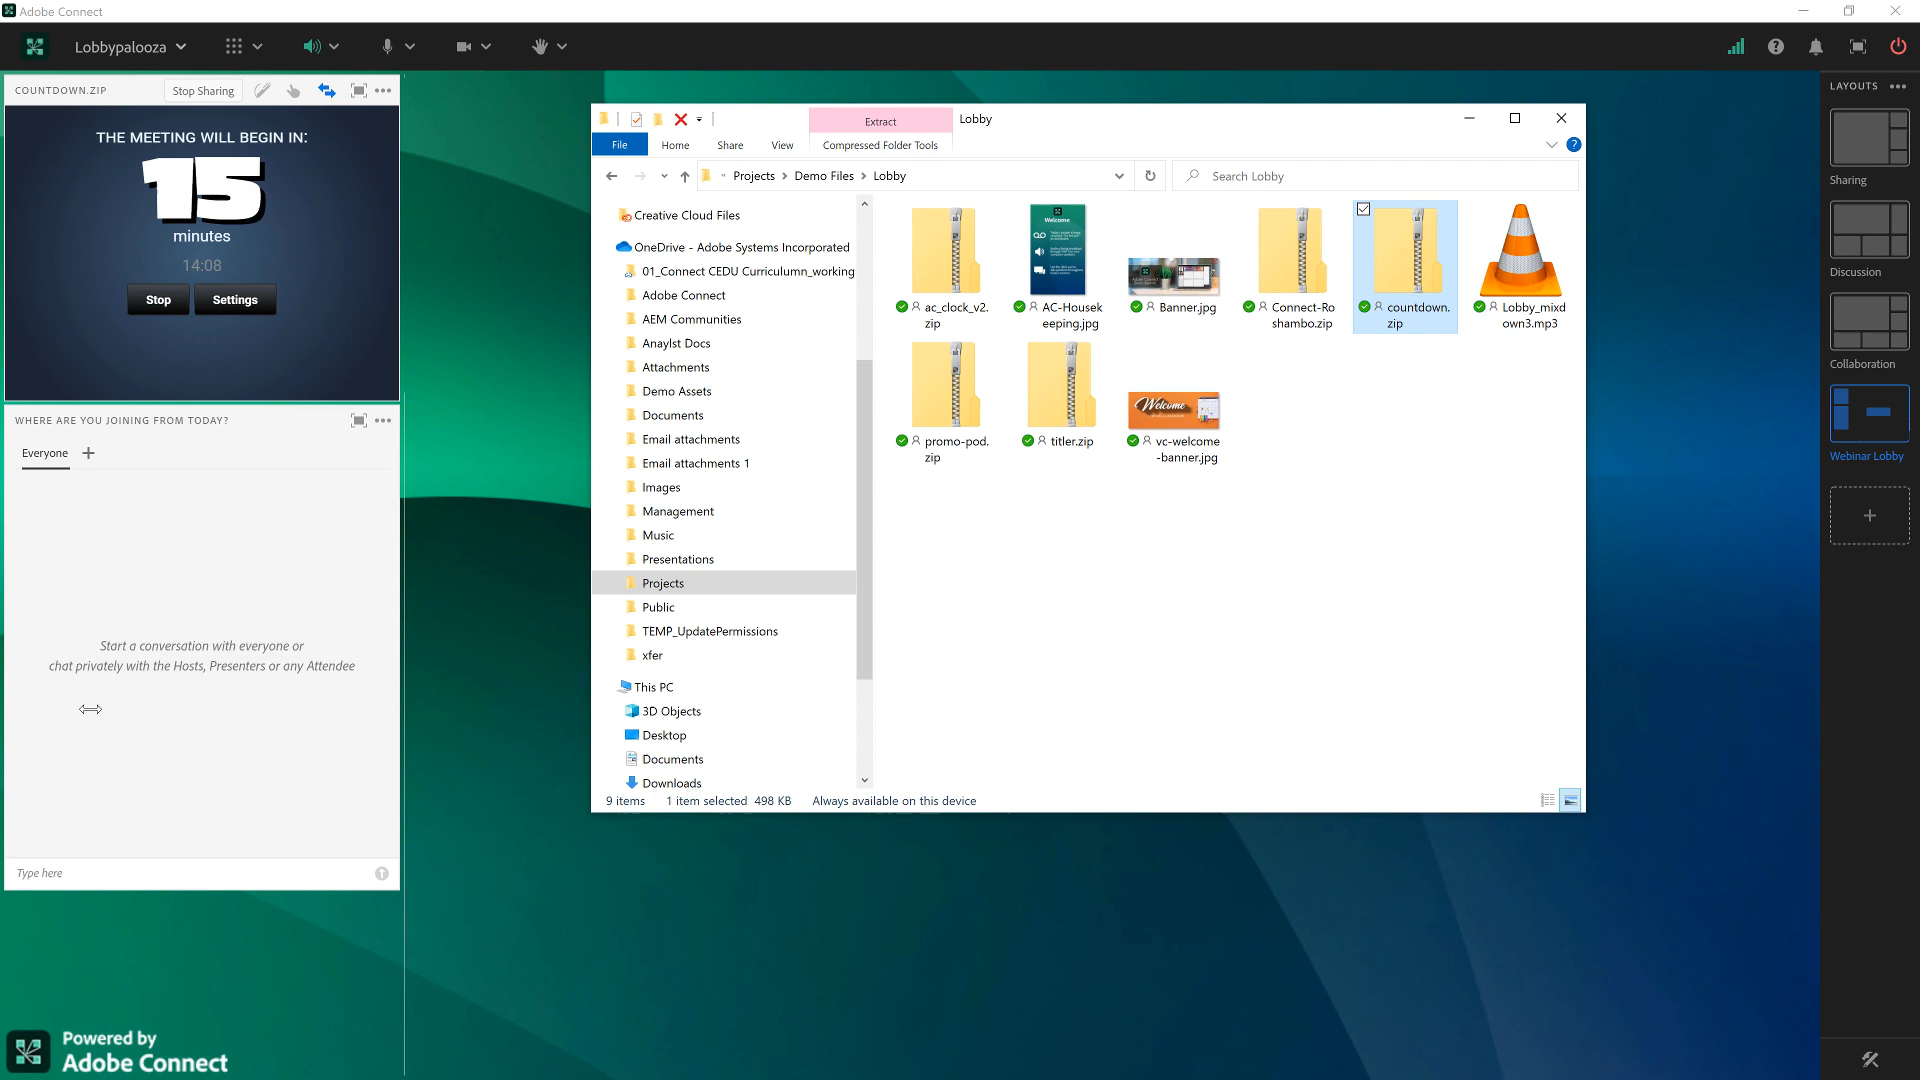 Adobe Connect
Lobbypalooza
COUNTDOWN.ZIP
Stop Sharing
THE MEETING WILL BEGIN IN:
15
minutes
14:08
Stop
Settings
WHERE ARE YOU JOINING FROM TODAY?
Everyone
Start a conversation with everyone or
chat privately with the Hosts, Presenters or any Attendee
Type here
Powered by
Adobe Connect
Extract
Lobby
File
Home
Share
View
Compressed Folder Tools
Projects > Demo Files > Lobby
Search Lobby
Creative Cloud Files
OneDrive - Adobe Systems Incorporated
01_Connect CEDU Curriculumn_working
Adobe Connect
AEM Communities
Anaylst Docs
Attachments
Demo Assets
Documents
Email attachments
Email attachments 1
Images
Management
Music
Presentations
Projects
Public
TEMP_UpdatePermissions
xfer
This PC
3D Objects
Desktop
Documents
Downloads
ac_clock_v2.
zip
Welcome
AC-Housek
eeping.jpg
Banner.jpg
Connect-Ro
shambo.zip
countdown.
zip
Lobby_mixd
own3.mp3
promo-pod.
zip
titler.zip
Welcome
vc-welcome
-banner.jpg
9 items
1 item selected 498 KB
Always available on this device
LAYOUTS
Sharing
Discussion
Collaboration
Webinar Lobby